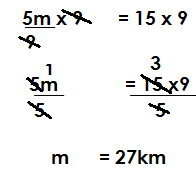 5m x 9 = 15 x 9
9
1 3
5m = 15 x9
5 5
m = 27km